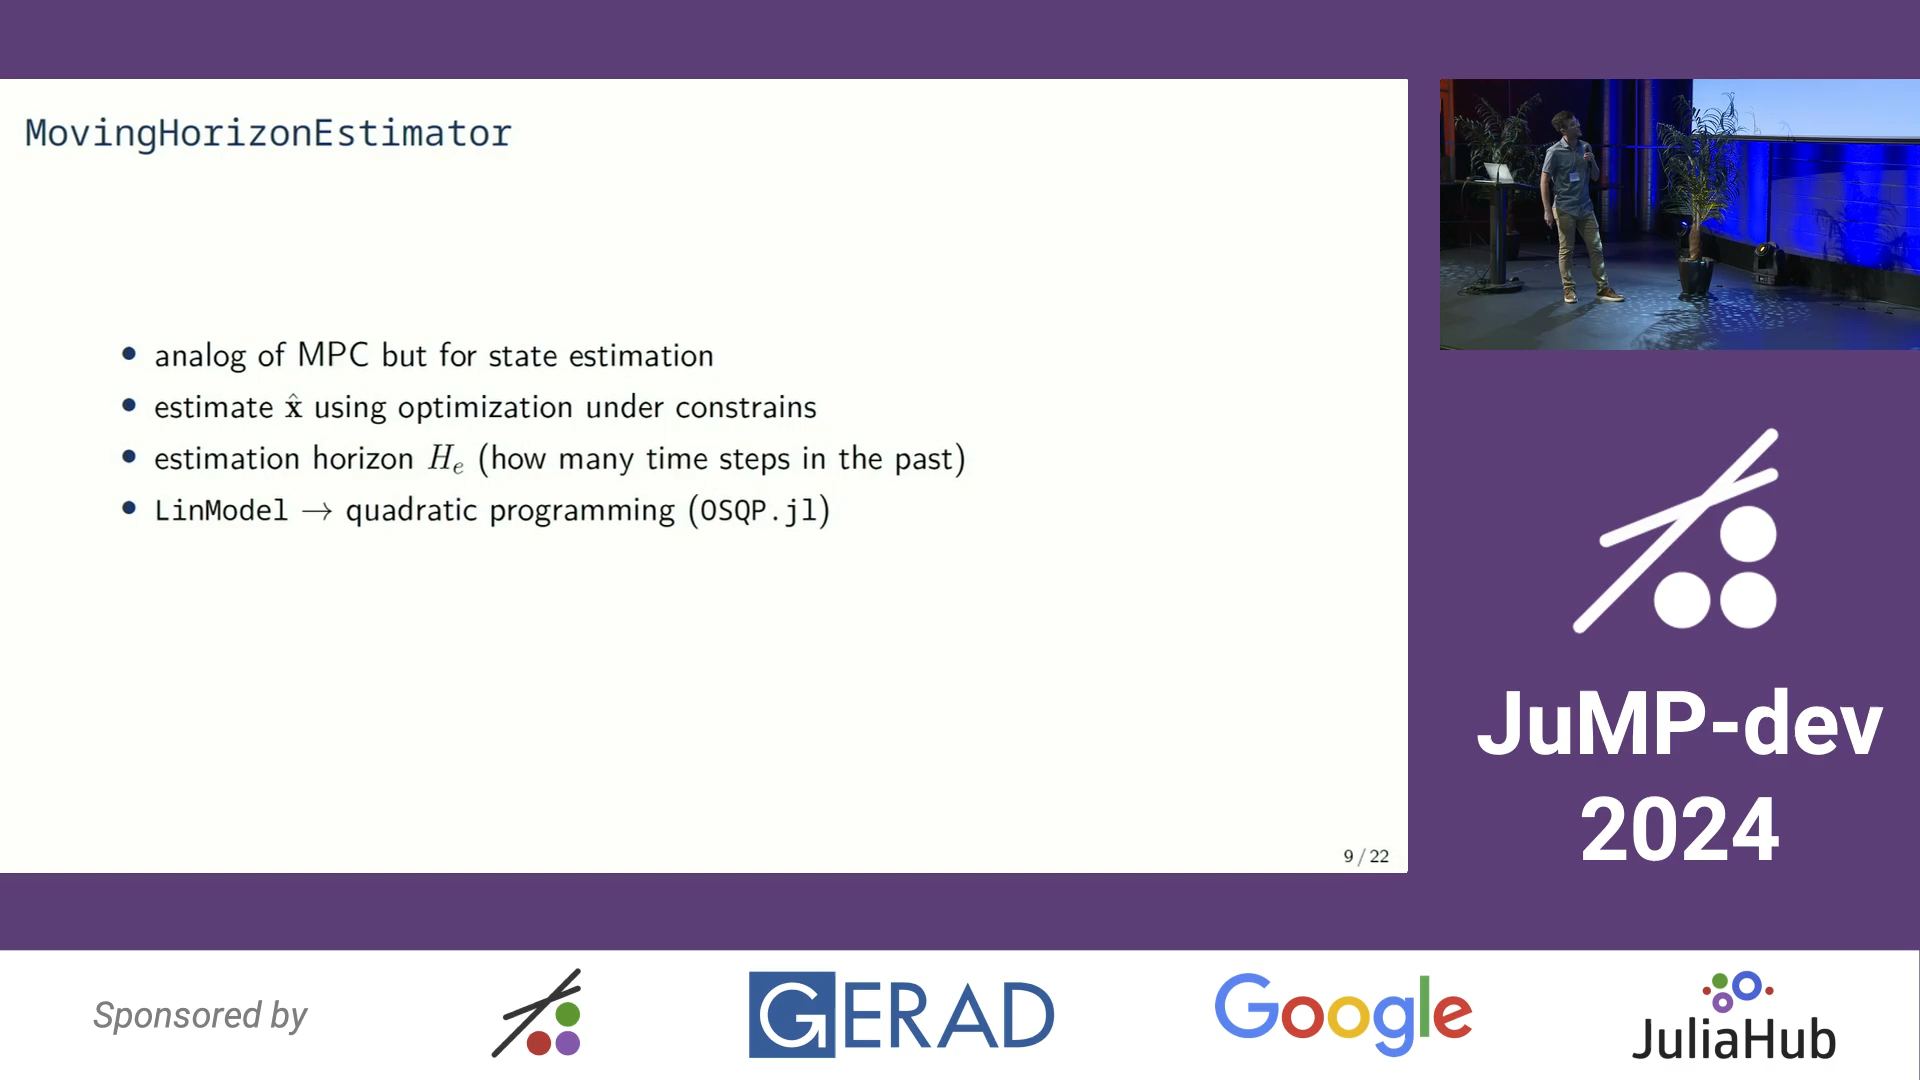 MovingHorizonEstimator
• analog of MPC but for state estimation
• estimate x̂ using optimization under constrains
• estimation horizon Hₑ (how many time steps in the past)
• LinModel → quadratic programming (OSQP.jl)
9 / 22
JuMP-dev
2024
Sponsored by
GERAD
Google
JuliaHub